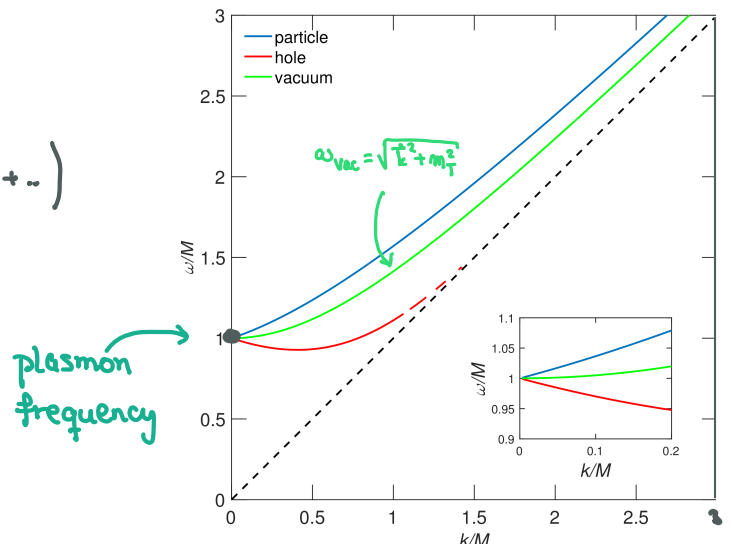 3
particle
hole
vacuum
2.5
ω_vac = √(k⃗² + m_T²)
+ .. )
2
ω/M
1.5
1
plasmon
frequency
0.5
0
0 0.5 1 1.5 2 2.5
k/M
1.1
1.05
1
0.95
0.9
ω/M
0 0.1 0.2
k/M